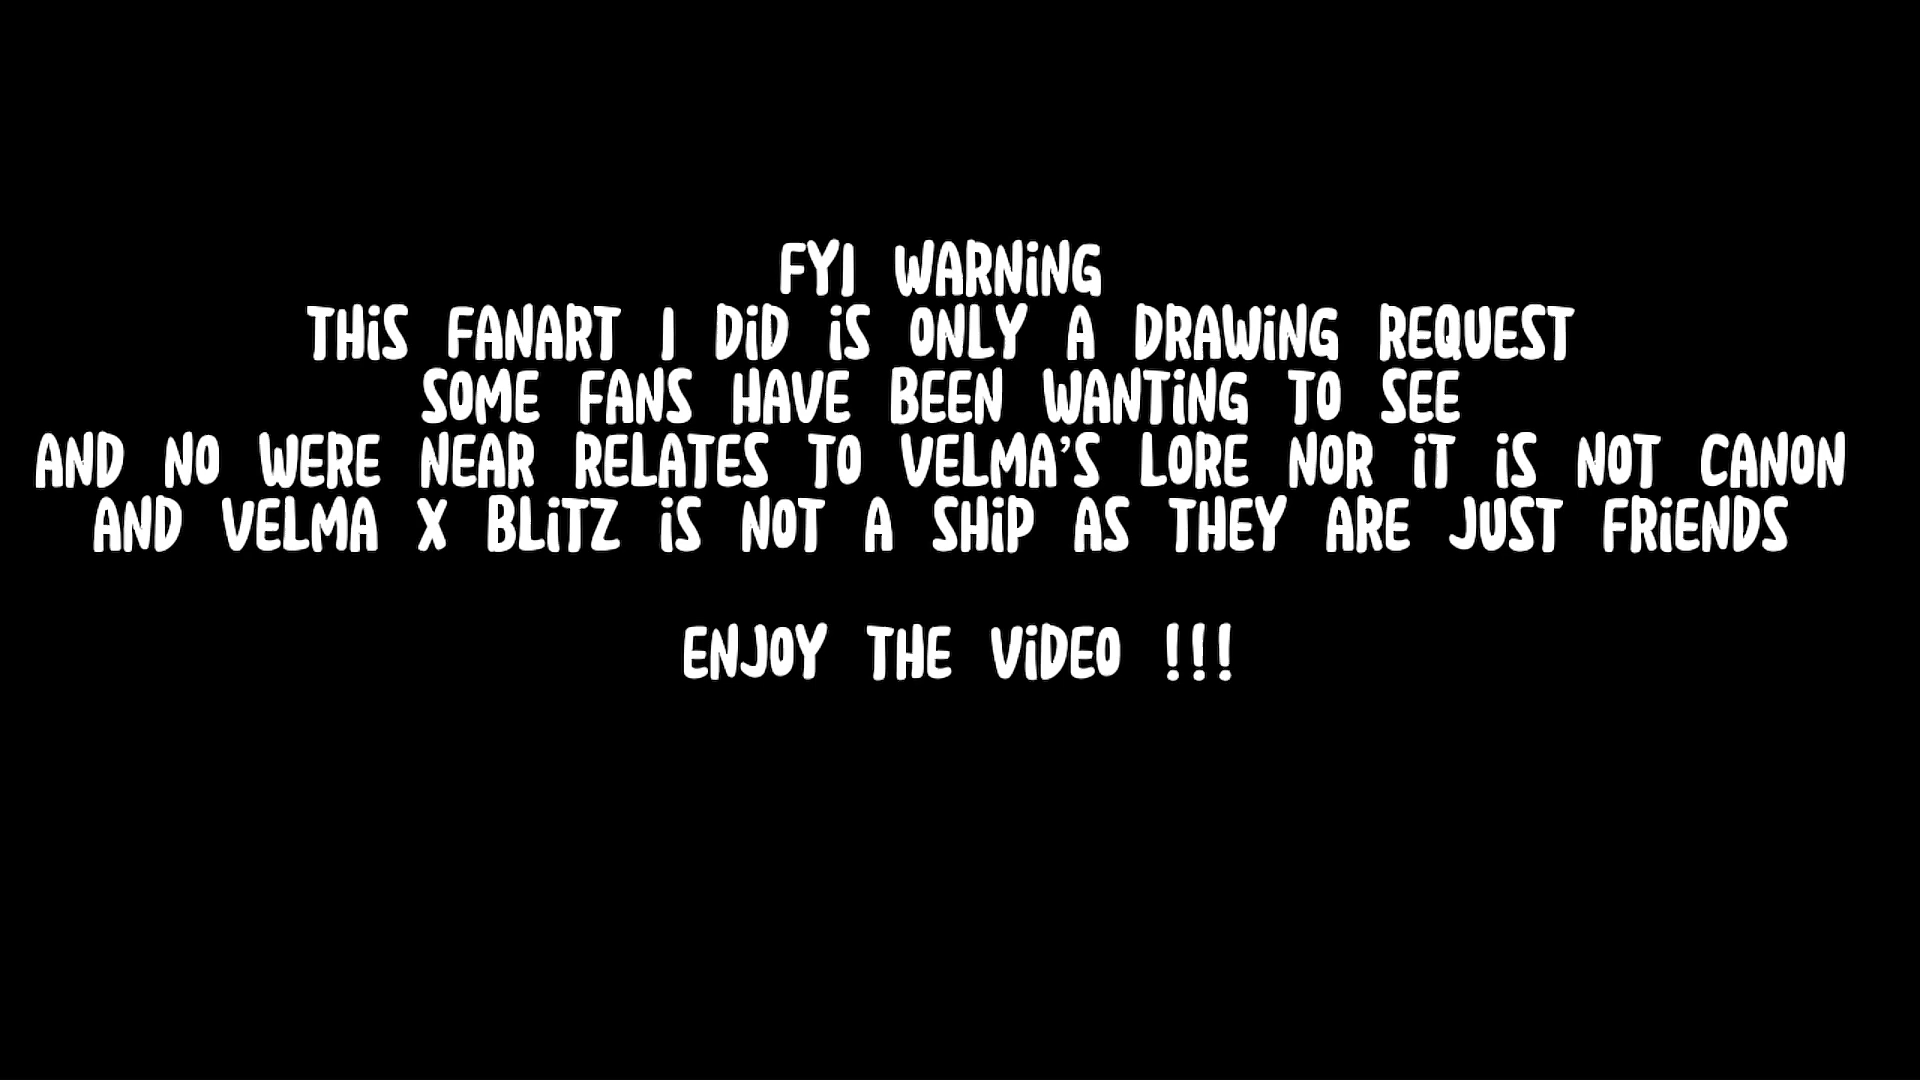 FYI WARNiNG
THiS FANART I DiD iS ONLY A DRAWiNG REQUEST
SOME FANS HAVE BEEN WANTiNG TO SEE
AND NO WERE NEAR RELATES TO VELMA'S LORE NOR iT iS NOT CANON
AND VELMA X BLiTZ iS NOT A SHiP AS THEY ARE JUST FRiENDS
ENJOY THE ViDEO !!!